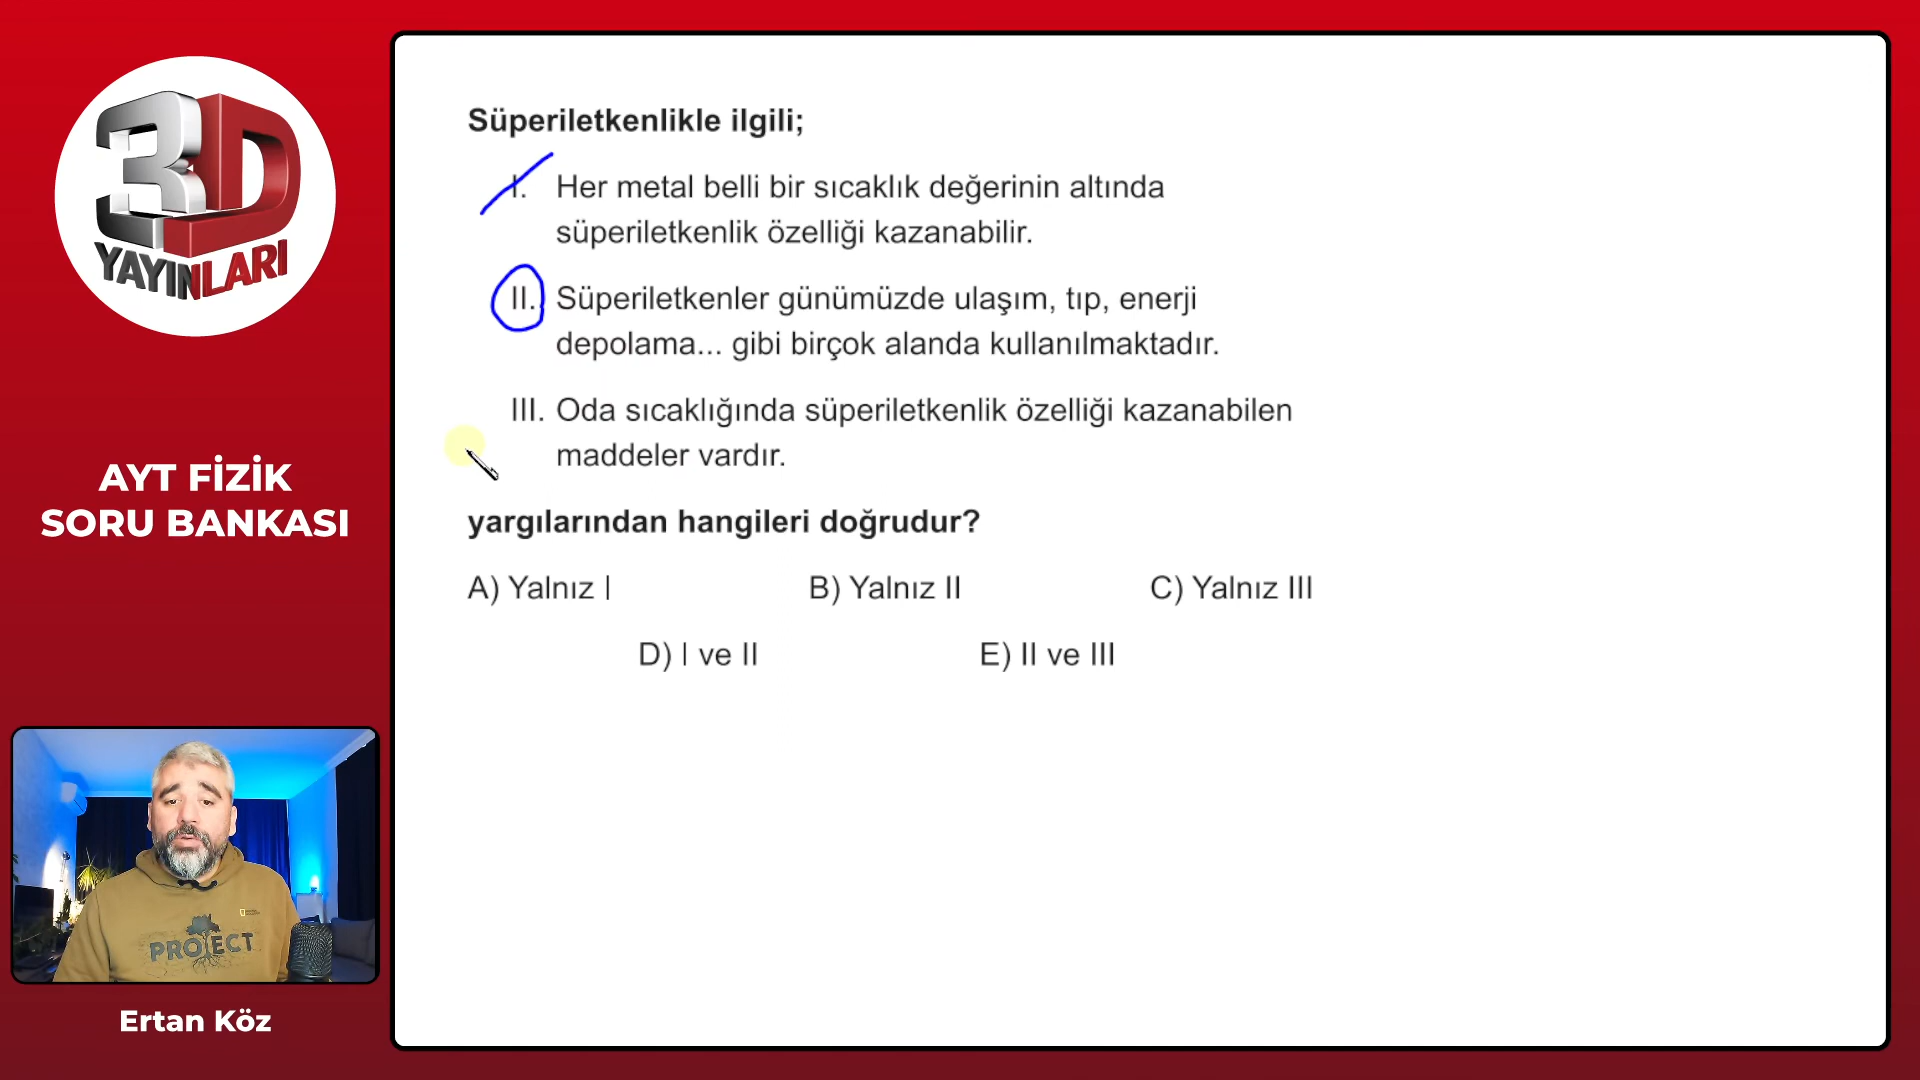 3D
YAYINLARI
AYT FİZİK
SORU BANKASI
PROJECT
Ertan Köz
Süperiletkenlikle ilgili;
I. Her metal belli bir sıcaklık değerinin altında
süperiletkenlik özelliği kazanabilir.
II. Süperiletkenler günümüzde ulaşım, tıp, enerji
depolama... gibi birçok alanda kullanılmaktadır.
III. Oda sıcaklığında süperiletkenlik özelliği kazanabilen
maddeler vardır.
yargılarından hangileri doğrudur?
A) Yalnız I B) Yalnız II C) Yalnız III
D) I ve II E) II ve III